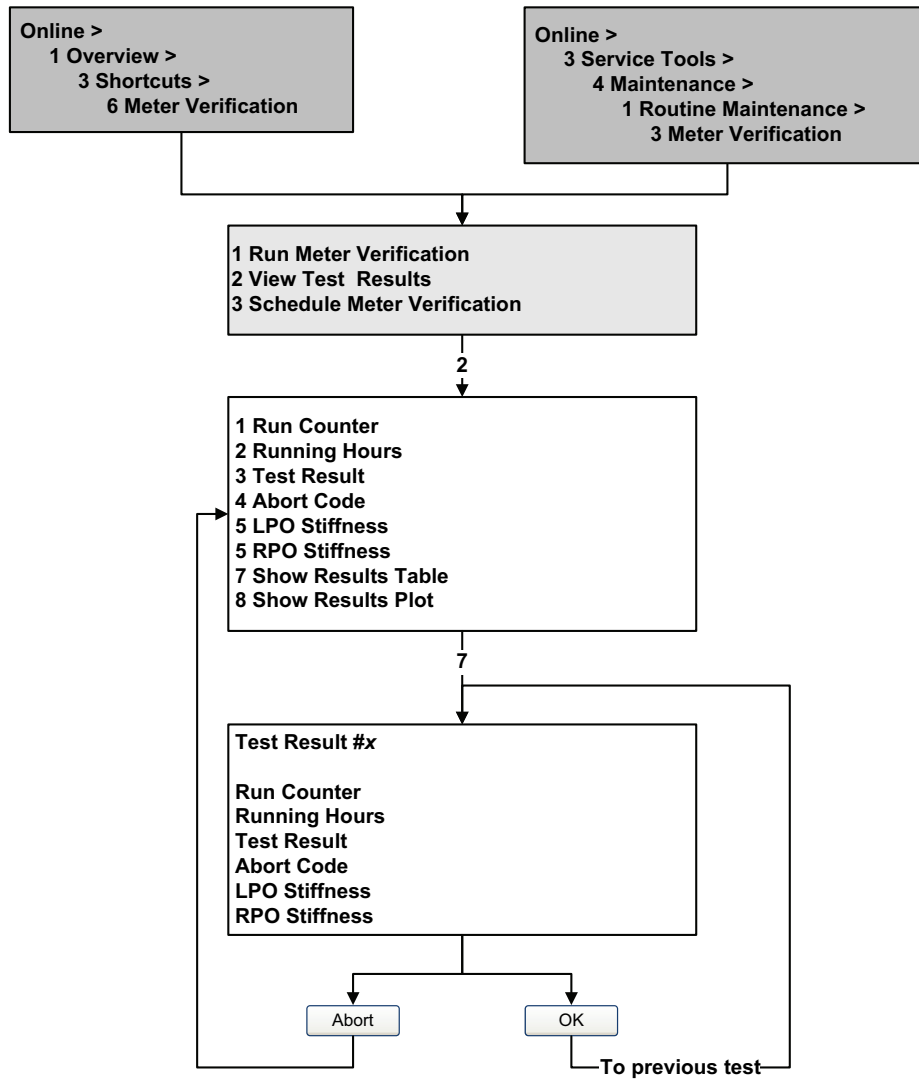 Online >
1 Overview >
3 Shortcuts >
6 Meter Verification
Online >
3 Service Tools >
4 Maintenance >
1 Routine Maintenance >
3 Meter Verification
1 Run Meter Verification
2 View Test Results
3 Schedule Meter Verification
2
1 Run Counter
2 Running Hours
3 Test Result
4 Abort Code
5 LPO Stiffness
5 RPO Stiffness
7 Show Results Table
8 Show Results Plot
7
Test Result #x
Run Counter
Running Hours
Test Result
Abort Code
LPO Stiffness
RPO Stiffness
Abort
OK
To previous test